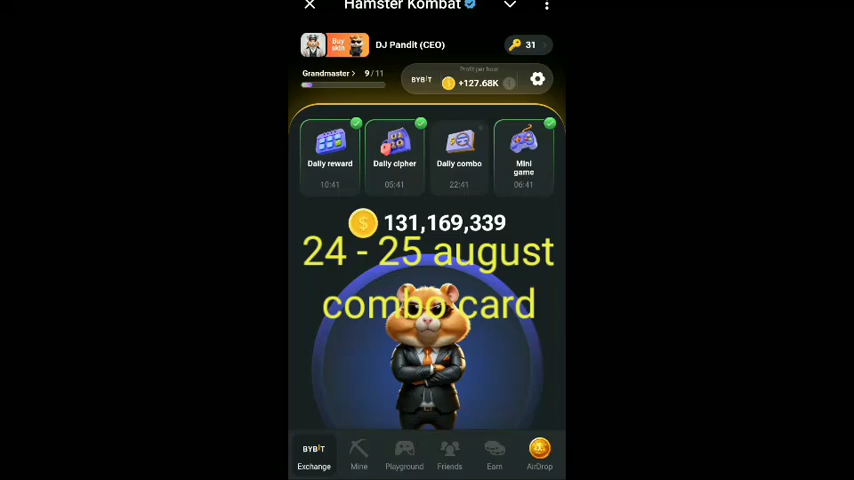 Hamster Kombat
Buy skin
DJ Pandit (CEO)
31
Grandmaster > 9/11
BYBIT
Profit per hour
+127.68K
Daily reward
10:41
Daily cipher
05:41
Daily combo
22:41
Mini game
06:41
131,169,339
24 - 25 august
combo card
BYBIT
Exchange
Mine
Playground
Friends
Earn
AirDrop